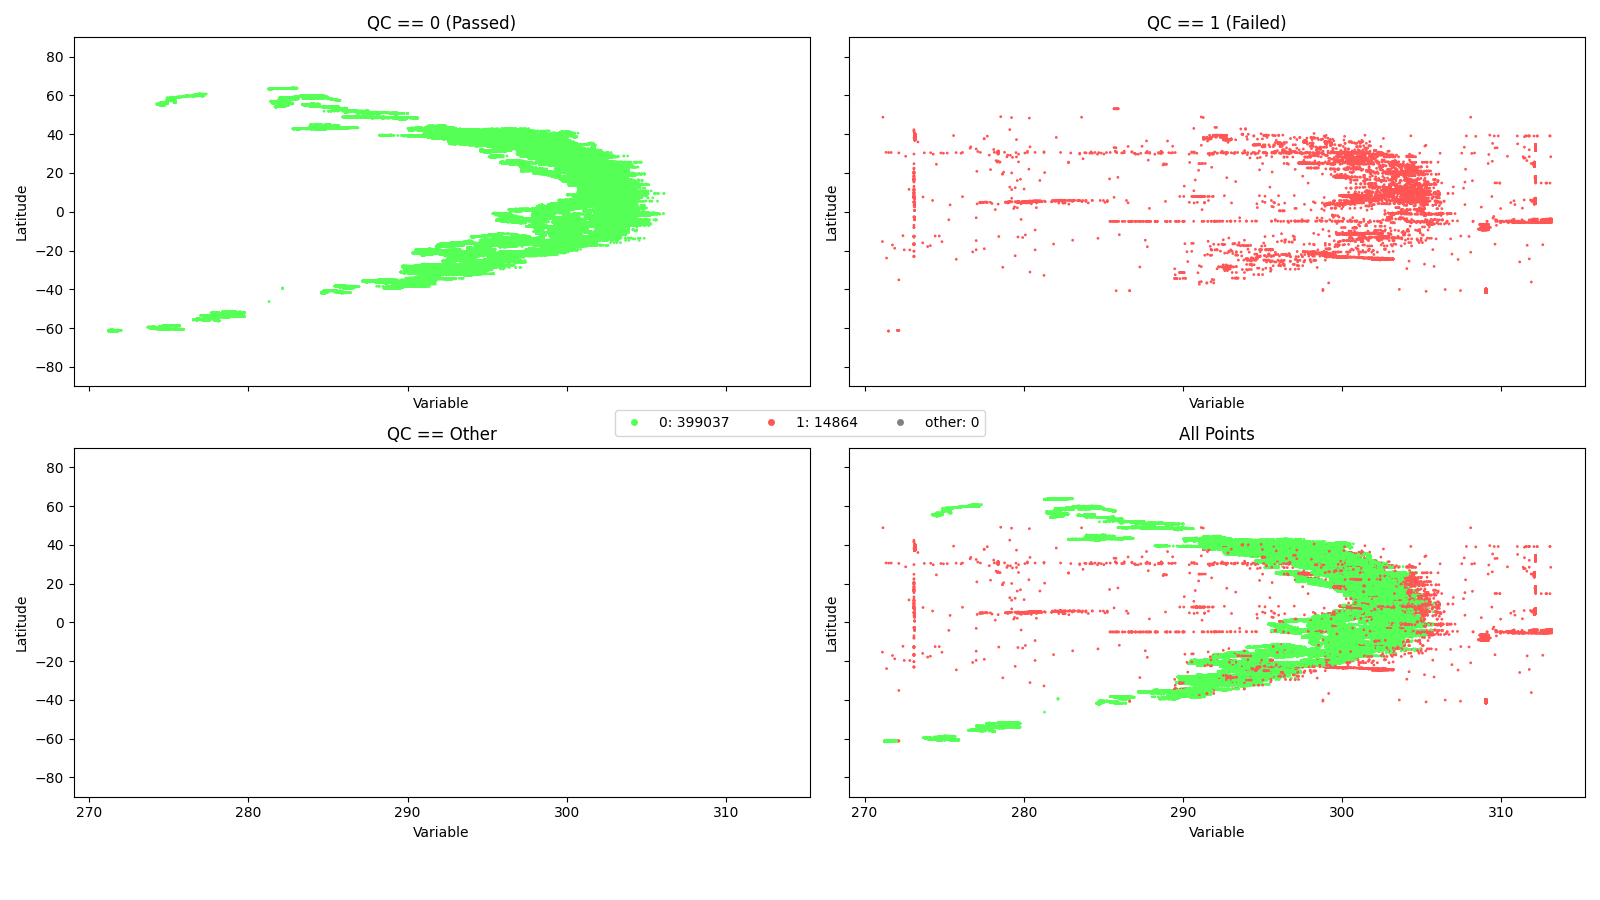 QC == 0 (Passed)
QC == 1 (Failed)
80
60
40
20
0
−20
−40
−60
−80
Latitude
Latitude
Variable
Variable
0: 399037
1: 14864
other: 0
QC == Other
All Points
80
60
40
20
0
−20
−40
−60
−80
Latitude
Latitude
270
280
290
300
310
270
280
290
300
310
Variable
Variable